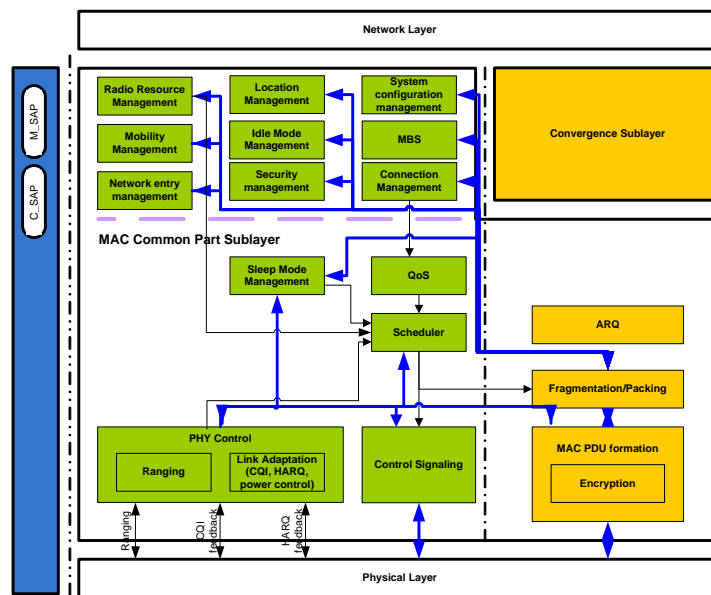 Network Layer
M_SAP
C_SAP
Radio Resource
Management
Location
Management
System
configuration
management
Mobility
Management
Idle Mode
Management
MBS
Network entry
management
Security
management
Connection
Management
Convergence Sublayer
MAC Common Part Sublayer
Sleep Mode
Management
QoS
Scheduler
ARQ
Fragmentation/Packing
PHY Control
Ranging
Link Adaptation
(CQI, HARQ,
power control)
Control Signaling
MAC PDU formation
Encryption
Ranging
CQI
feedback
HARQ
feedback
Physical Layer